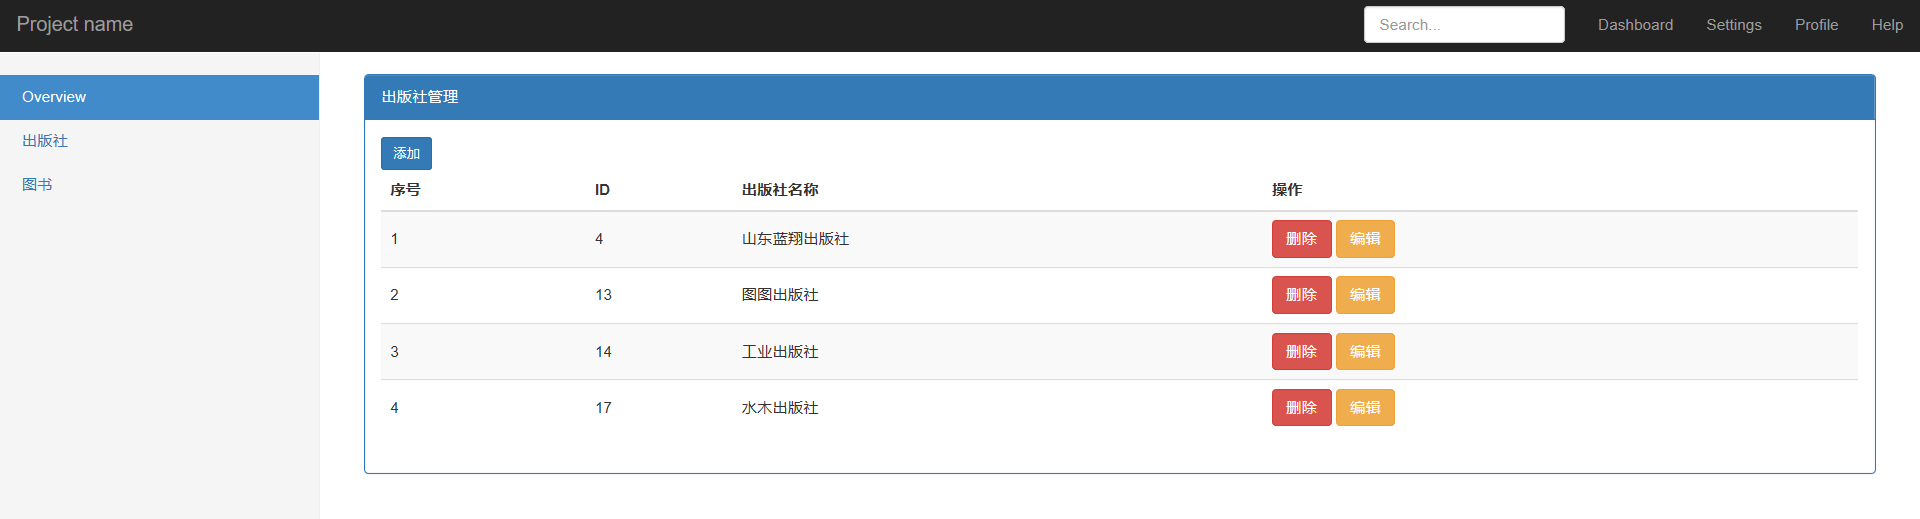 Project name Search... Dashboard Settings Profile Help
Overview
出版社
图书
出版社管理
添加
序号 ID 出版社名称 操作
1 4 山东蓝翔出版社 删除 编辑
2 13 图图出版社 删除 编辑
3 14 工业出版社 删除 编辑
4 17 水木出版社 删除 编辑